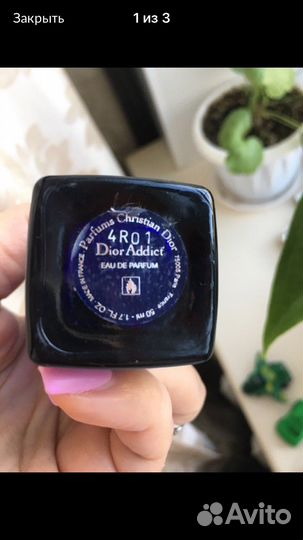 Закрыть
1 из 3
Parfums Christian Dior
4R01
Dior Addict
EAU DE PARFUM
75008 Paris France
50 ml - 1.7 FL.OZ. MADE IN FRANCE
Avito